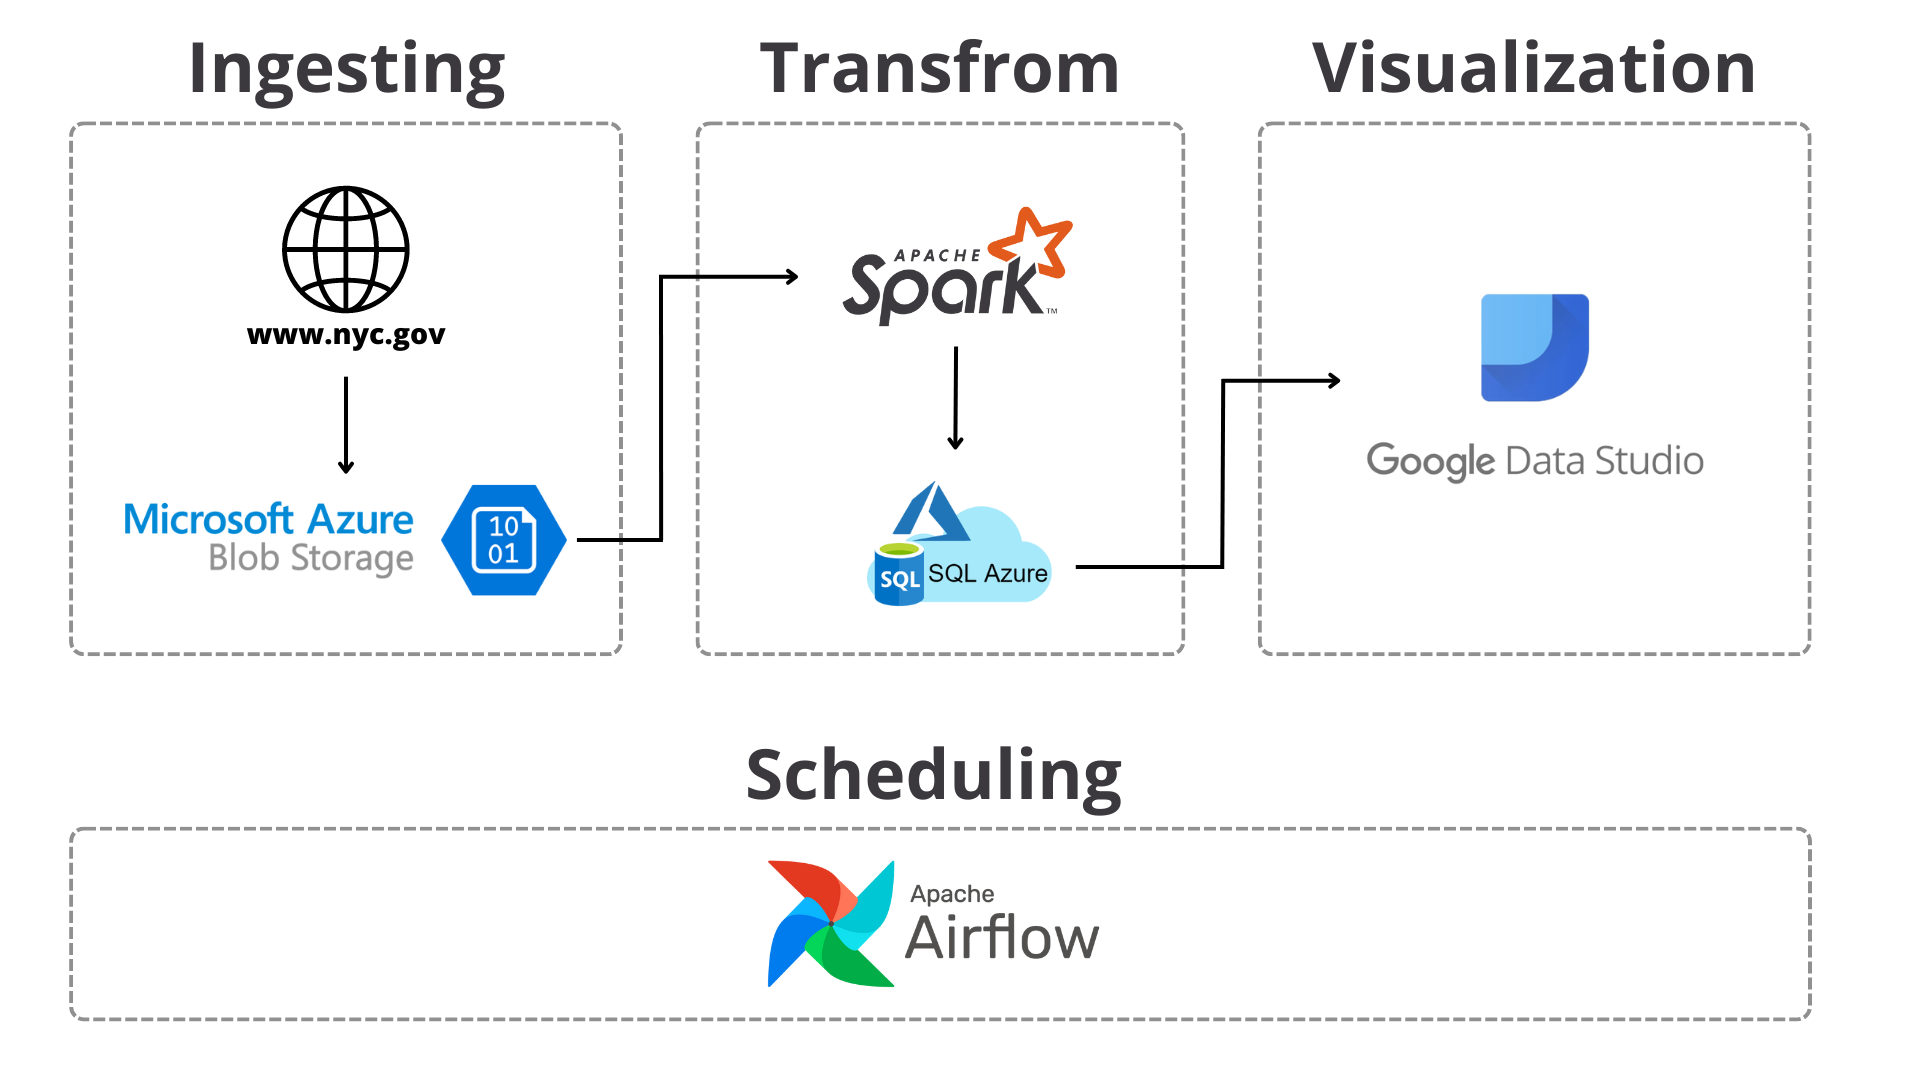 Ingesting
Transfrom
Visualization
www.nyc.gov
Microsoft Azure
Blob Storage
10
01
APACHE
Spark™
SQL
SQL Azure
Google Data Studio
Scheduling
Apache
Airflow